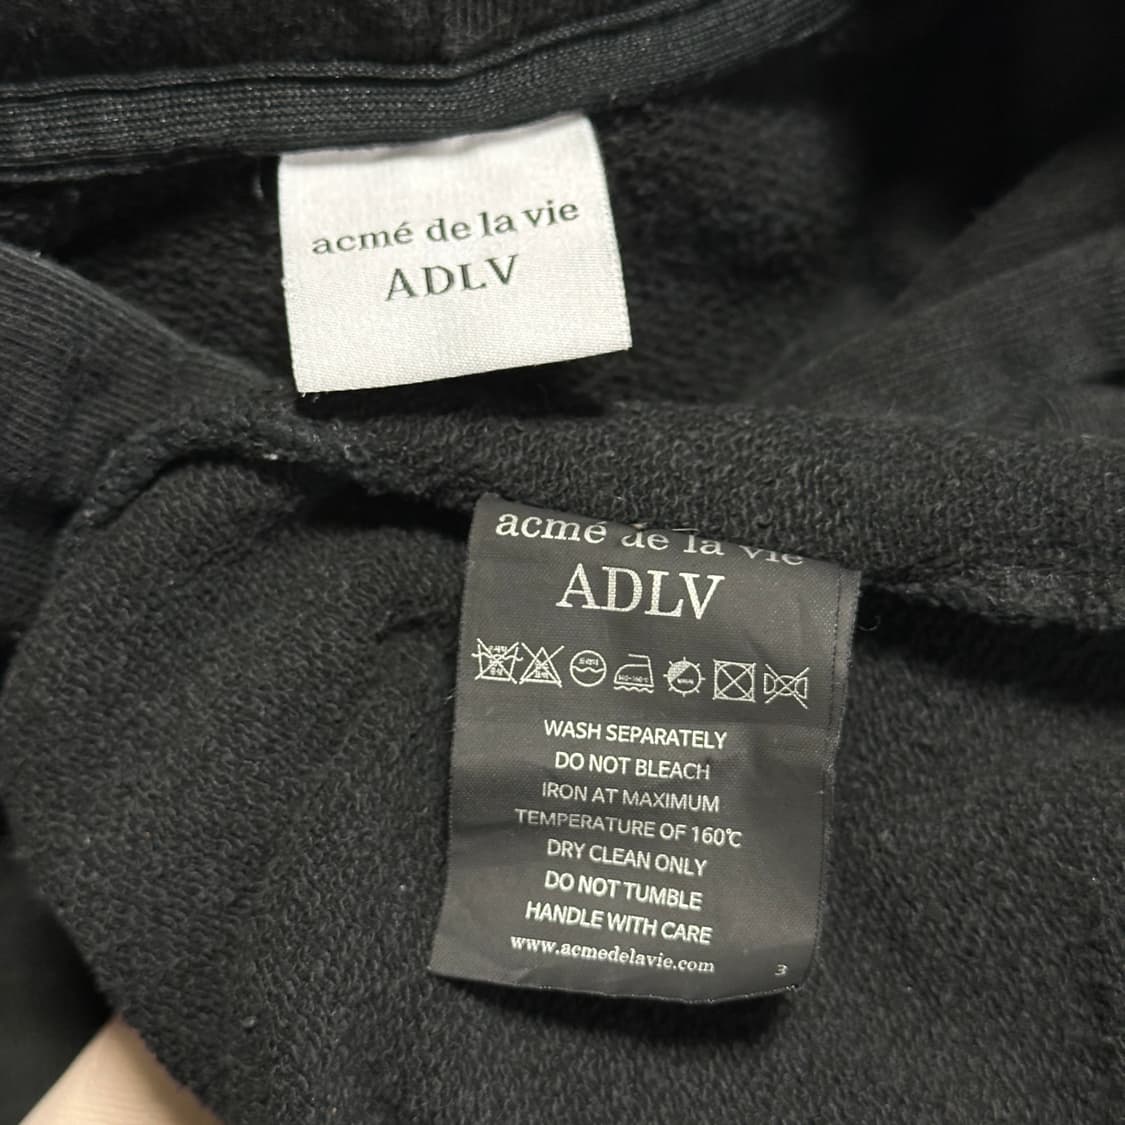 acmé de la vie
ADLV
acmé de la vie
ADLV
WASH SEPARATELY
DO NOT BLEACH
IRON AT MAXIMUM
TEMPERATURE OF 160℃
DRY CLEAN ONLY
DO NOT TUMBLE
HANDLE WITH CARE
www.acmedelavie.com
3